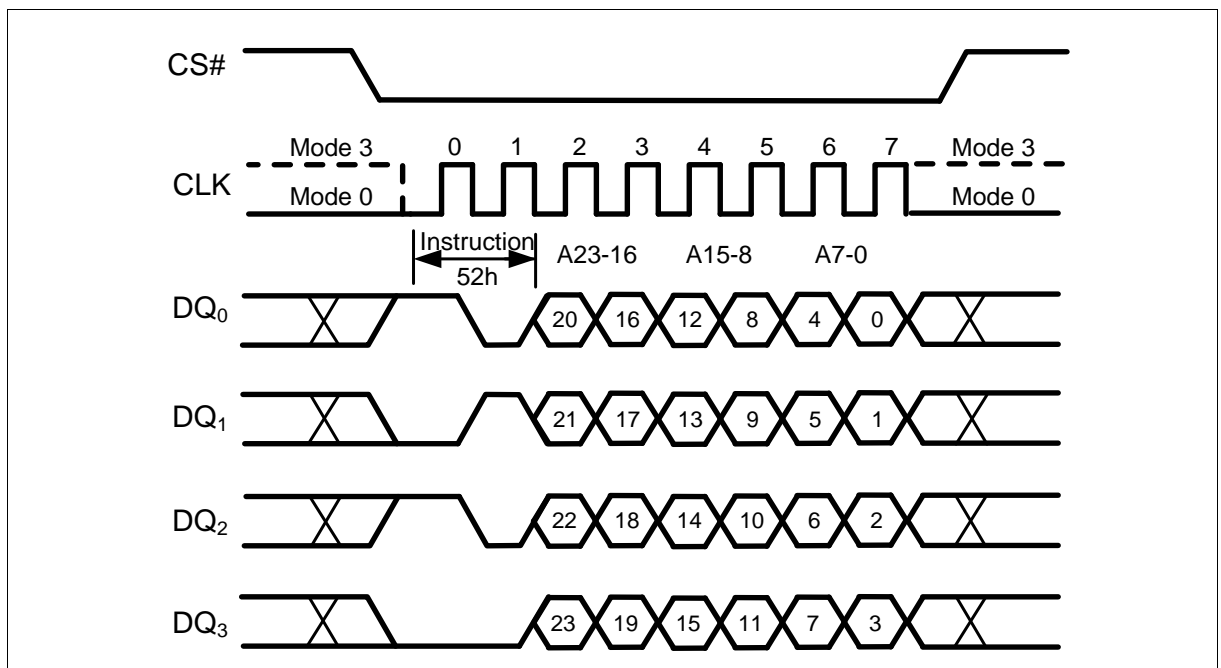 CS#
Mode 3 0 1 2 3 4 5 6 7 Mode 3
CLK
Mode 0 Mode 0
Instruction A23-16 A15-8 A7-0
52h
DQ0 20 16 12 8 4 0
DQ1 21 17 13 9 5 1
DQ2 22 18 14 10 6 2
DQ3 23 19 15 11 7 3